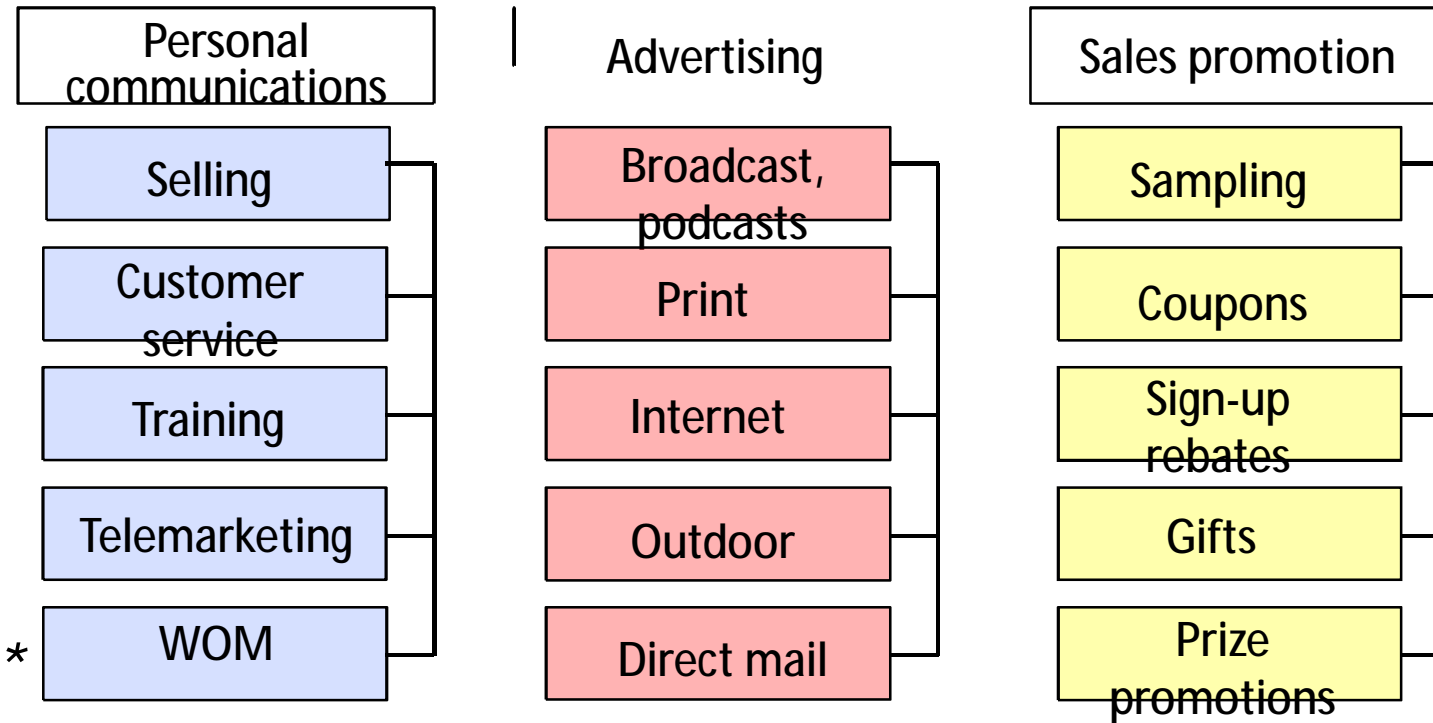 Personal
communications
Selling
Customer
service
Training
Telemarketing
* WOM
Advertising
Broadcast,
podcasts
Print
Internet
Outdoor
Direct mail
Sales promotion
Sampling
Coupons
Sign-up
rebates
Gifts
Prize
promotions